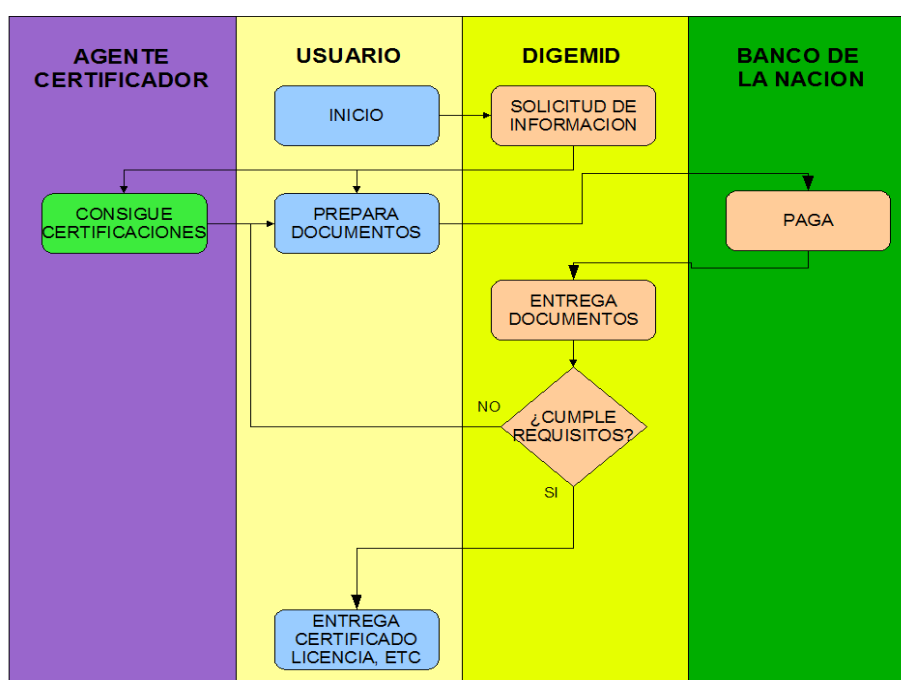 AGENTE
CERTIFICADOR
USUARIO
DIGEMID
BANCO DE
LA NACION
INICIO
SOLICITUD DE
INFORMACION
CONSIGUE
CERTIFICACIONES
PREPARA
DOCUMENTOS
PAGA
ENTREGA
DOCUMENTOS
NO
¿CUMPLE
REQUISITOS?
SI
ENTREGA
CERTIFICADO
LICENCIA, ETC